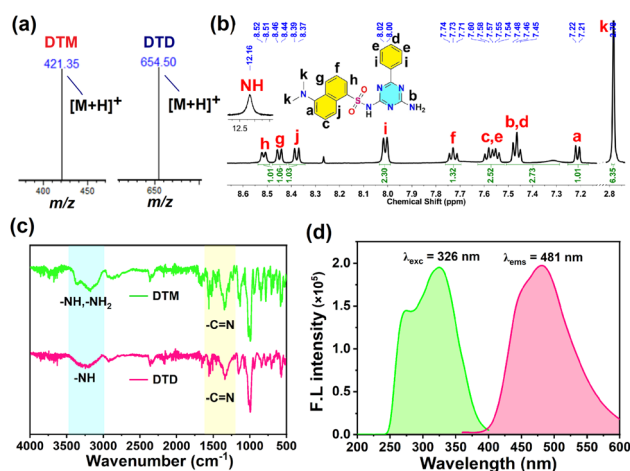 (a)
DTM
421.35
[M+H]+
400 450
m/z
DTD
654.50
[M+H]+
650
m/z
(b)
8.52
8.51
8.46
8.44
8.39
8.37
8.02
8.00
7.74
7.73
7.71
7.60
7.58
7.57
7.55
7.54
7.48
7.46
7.45
7.22
7.21
k
-12.16
NH
12.5
d
e e
i i
f
g h
k
N
k
a
c
j
O
S
O
NH
N N
N
b
NH2
h g j i f c,e b,d a
1.01 1.06 1.03 2.30 1.32 2.52 2.73 1.01 6.35
8.6 8.5 8.4 8.3 8.2 8.1 8.0 7.9 7.8 7.7 7.6 7.5 7.4 7.3 7.2 2.8
Chemical Shift (ppm)
(c)
DTM
-NH,-NH2
-C=N
DTD
-NH
-C=N
4000 3500 3000 2500 2000 1500 1000 500
Wavenumber (cm-1)
(d)
λexc = 326 nm
λems = 481 nm
F.L intensity (×10⁵)
2.0
1.5
1.0
0.5
0.0
200 250 300 350 400 450 500 550 600
Wavelength (nm)